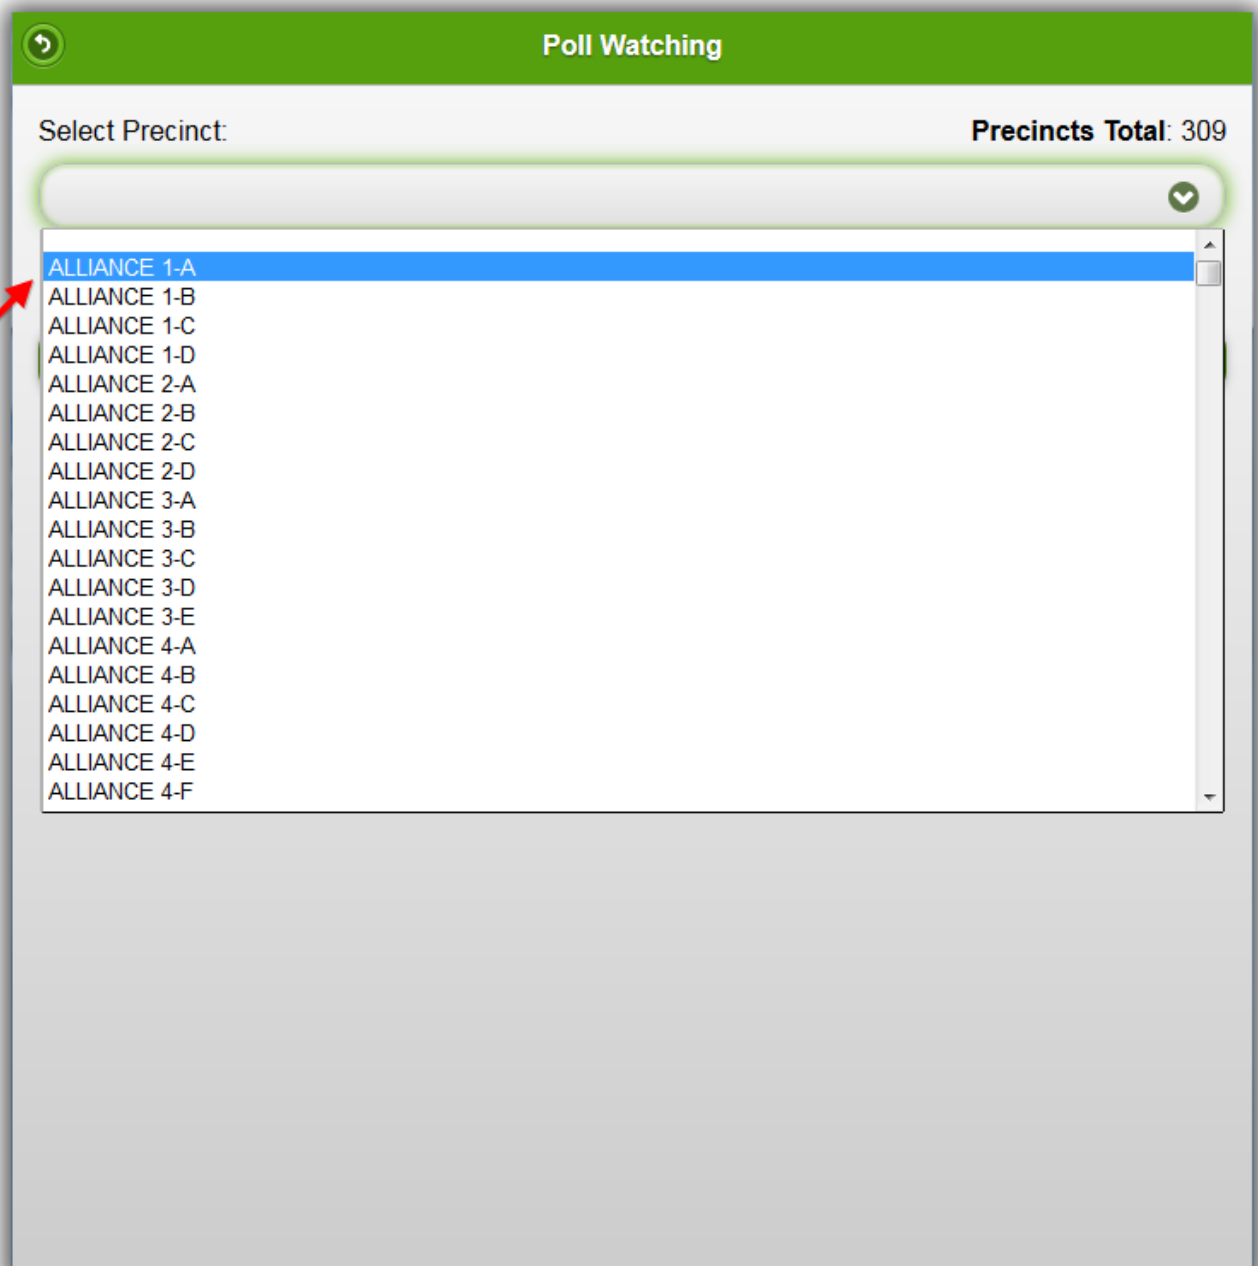 Poll Watching
Select Precinct: Precincts Total: 309
ALLIANCE 1-A
ALLIANCE 1-B
ALLIANCE 1-C
ALLIANCE 1-D
ALLIANCE 2-A
ALLIANCE 2-B
ALLIANCE 2-C
ALLIANCE 2-D
ALLIANCE 3-A
ALLIANCE 3-B
ALLIANCE 3-C
ALLIANCE 3-D
ALLIANCE 3-E
ALLIANCE 4-A
ALLIANCE 4-B
ALLIANCE 4-C
ALLIANCE 4-D
ALLIANCE 4-E
ALLIANCE 4-F